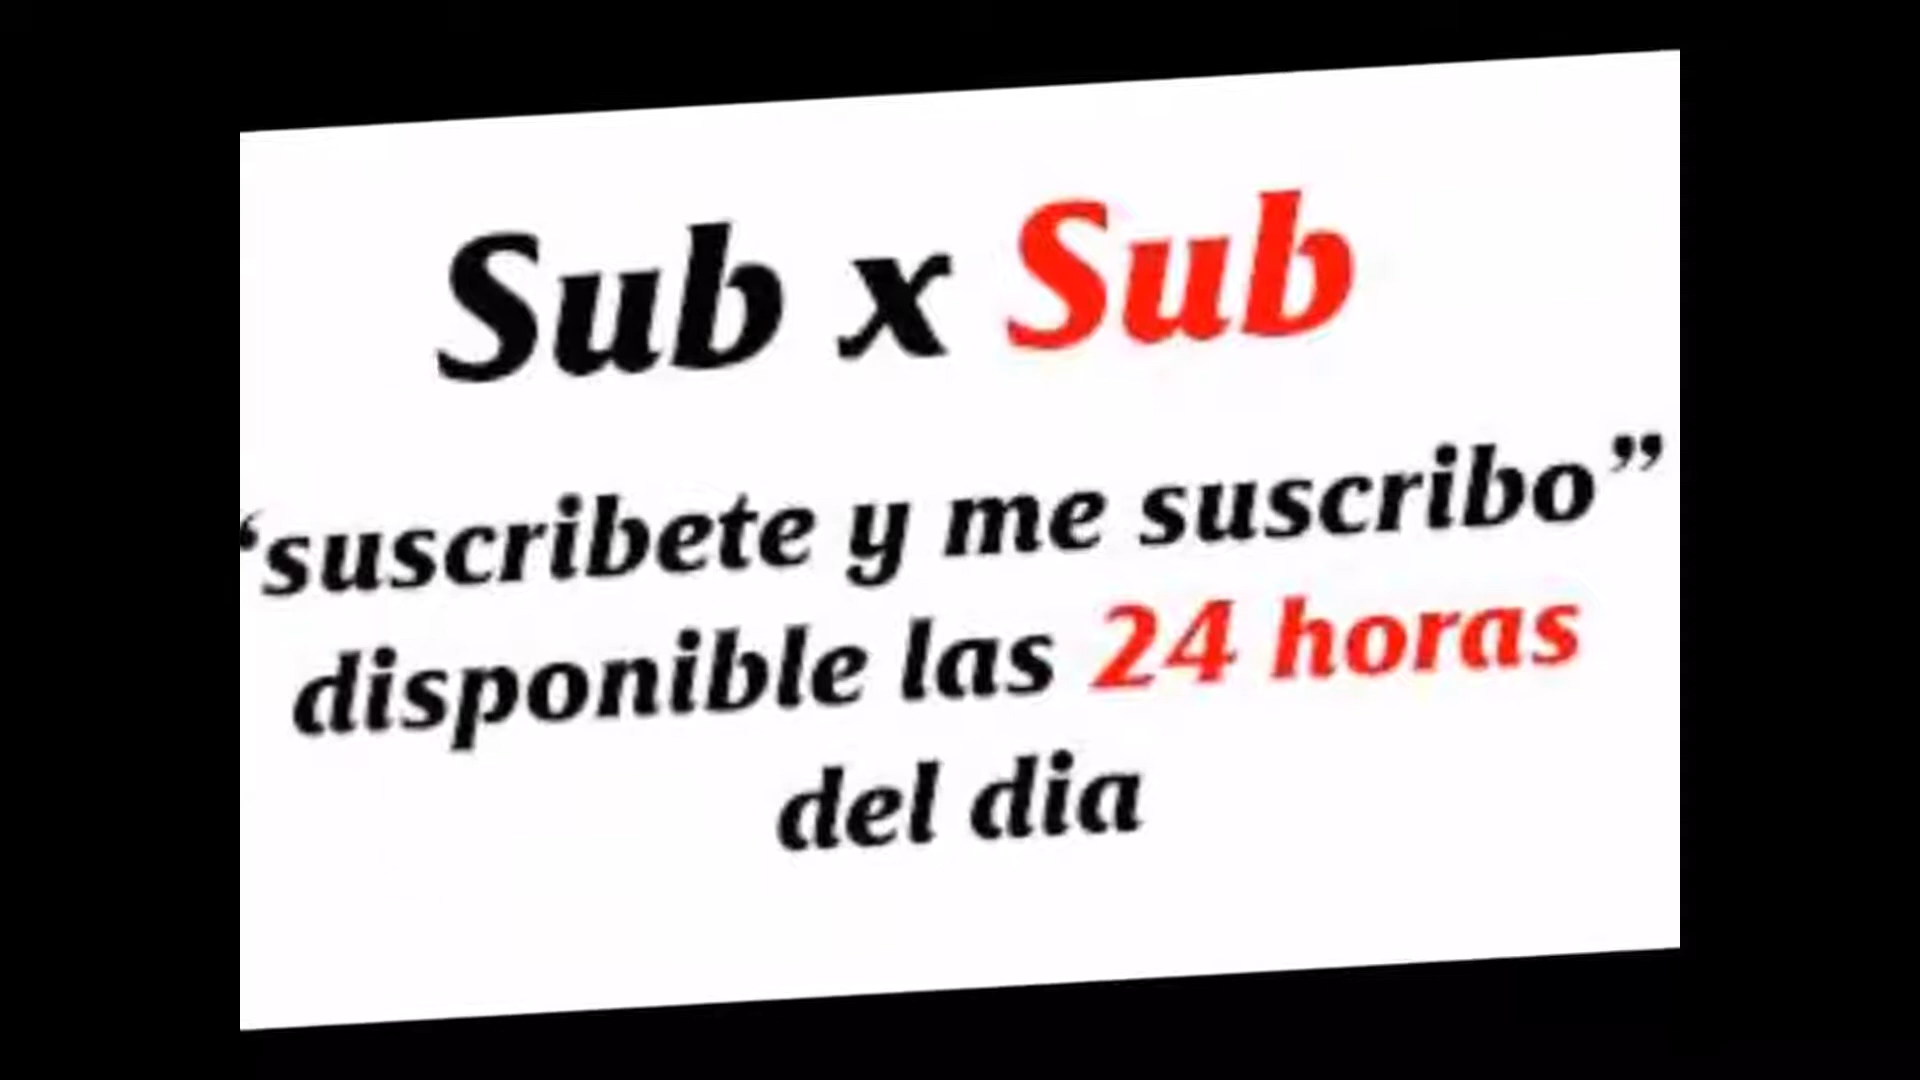 Sub x Sub
“suscribete y me suscribo”
disponible las 24 horas
del dia